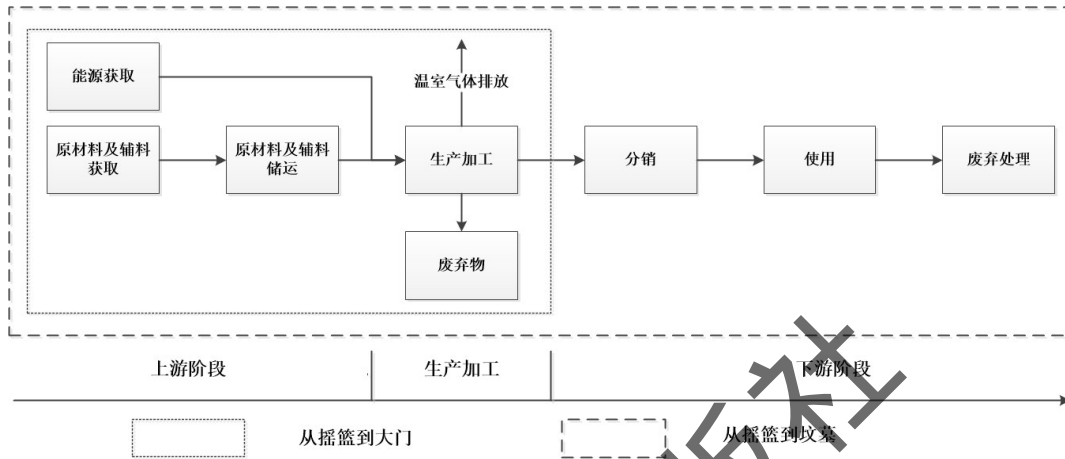 能源获取
温室气体排放
原材料及辅料
获取
原材料及辅料
储运
生产加工
分销
使用
废弃处理
废弃物
上游阶段
生产加工
下游阶段
从摇篮到大门
从摇篮到坟墓
版社